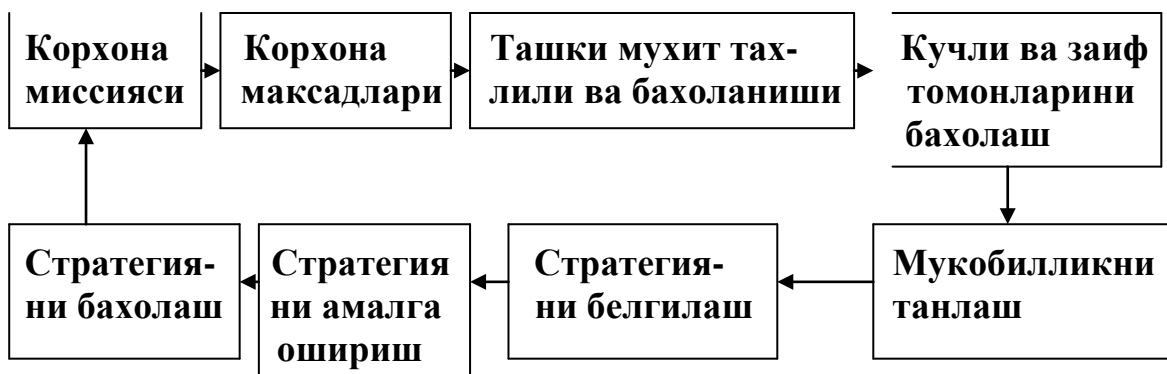 Корхона
миссияси
Корхона
максадлари
Ташки мухит тах-
лили ва бахоланиши
Кучли ва заиф
томонларини
бахолаш
Стратегия-
ни бахолаш
Стратегия
ни амалга
ошириш
Стратегия-
ни белгилаш
Мукобилликни
танлаш